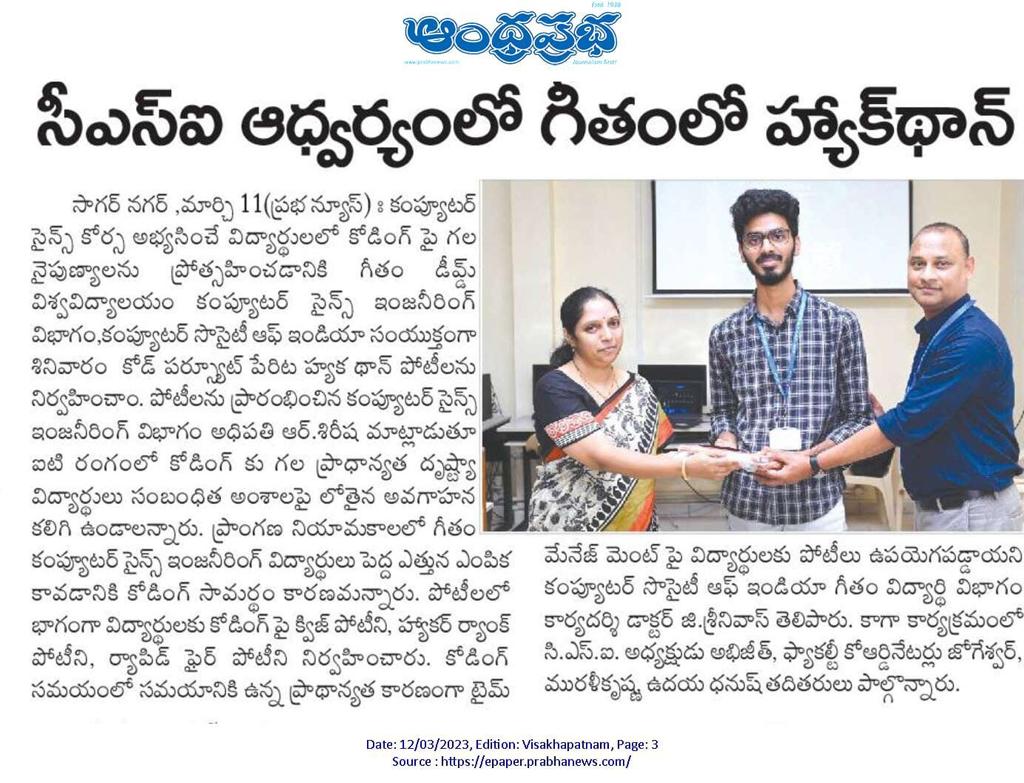 Estd. 1938
ఆంధ్రప్రభ
www.prabhanews.com
Journalism first!
సీఎస్ఐ ఆధ్వర్యంలో గీతంలో హ్యాక్‌థాన్
సాగర్ నగర్ ,మార్చి 11(ప్రభ న్యూస్) : కంప్యూటర్
సైన్స్ కోర్స అభ్యసించే విద్యార్థులలో కోడింగ్ పై గల
నైపుణ్యాలను ప్రోత్సహించడానికి గీతం డీమ్డ్
విశ్వవిద్యాలయం కంప్యూటర్ సైన్స్ ఇంజనీరింగ్
విభాగం,కంప్యూటర్ సొసైటీ ఆఫ్ ఇండియా సంయుక్తంగా
శనివారం కోడ్ పర్స్యూట్ పేరిట హ్యక థాన్ పోటీలను
నిర్వహించాం. పోటీలను ప్రారంభించిన కంప్యూటర్ సైన్స్
ఇంజనీరింగ్ విభాగం అధిపతి ఆర్.శిరీష మాట్లాడుతూ
ఐటి రంగంలో కోడింగ్ కు గల ప్రాధాన్యత దృష్ట్యా
విద్యార్థులు సంబంధిత అంశాలపై లోతైన అవగాహన
కలిగి ఉండాలన్నారు. ప్రాంగణ నియామకాలలో గీతం
కంప్యూటర్ సైన్స్ ఇంజనీరింగ్ విద్యార్థులు పెద్ద ఎత్తున ఎంపిక
కావడానికి కోడింగ్ సామర్థం కారణమన్నారు. పోటీలలో
భాగంగా విద్యార్థులకు కోడింగ్ పై క్విజ్ పోటీని, హ్యాకర్ ర్యాంక్
పోటీని, ర్యాపిడ్ ఫైర్ పోటీని నిర్వహించారు. కోడింగ్
సమయంలో సమయానికి ఉన్న ప్రాథాన్యత కారణంగా టైమ్
మేనేజ్ మెంట్ పై విద్యార్థులకు పోటీలు ఉపయెగపడ్డాయని
కంప్యూటర్ సొసైటీ ఆఫ్ ఇండియా గీతం విద్యార్థి విభాగం
కార్యదర్శి డాక్టర్ జి.శ్రీనివాస్ తెలిపారు. కాగా కార్యక్రమంలో
సి.ఎస్.ఐ. అధ్యక్షుడు అభిజీత్, ఫ్యాకల్టీ కోఆర్డినేటర్లు జోగేశ్వర్,
మురళీకృష్ణ ఉదయ ధనుష్ తదితరులు పాల్గొన్నారు.
Date: 12/03/2023, Edition: Visakhapatnam, Page: 3
Source : https://epaper.prabhanews.com/